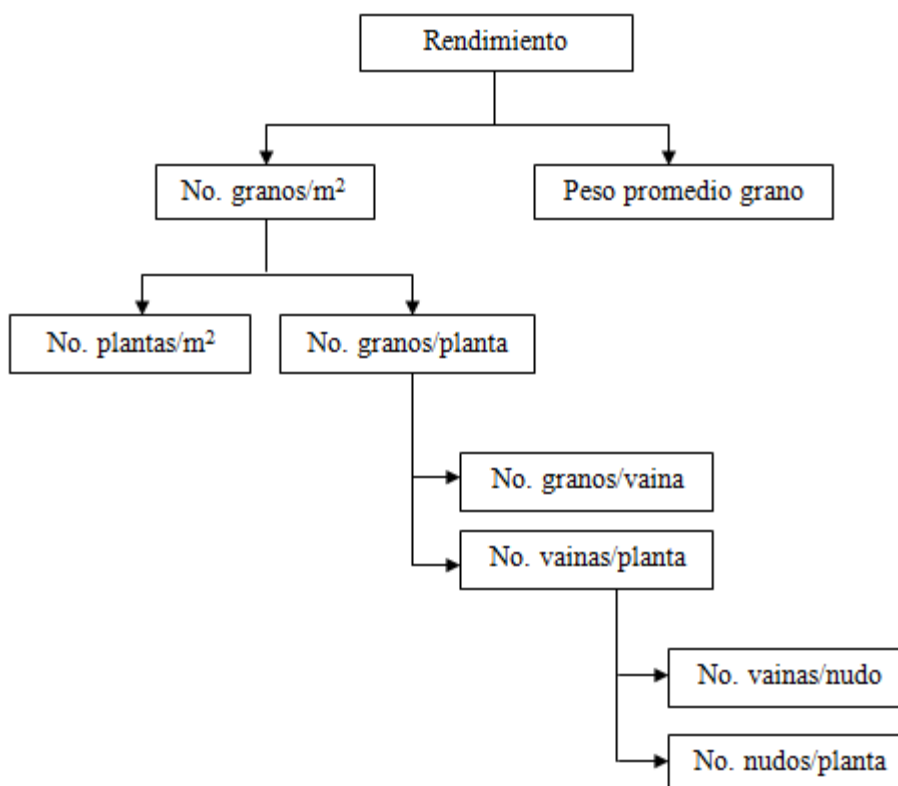 Rendimiento
No. granos/m²
Peso promedio grano
No. plantas/m²
No. granos/planta
No. granos/vaina
No. vainas/planta
No. vainas/nudo
No. nudos/planta